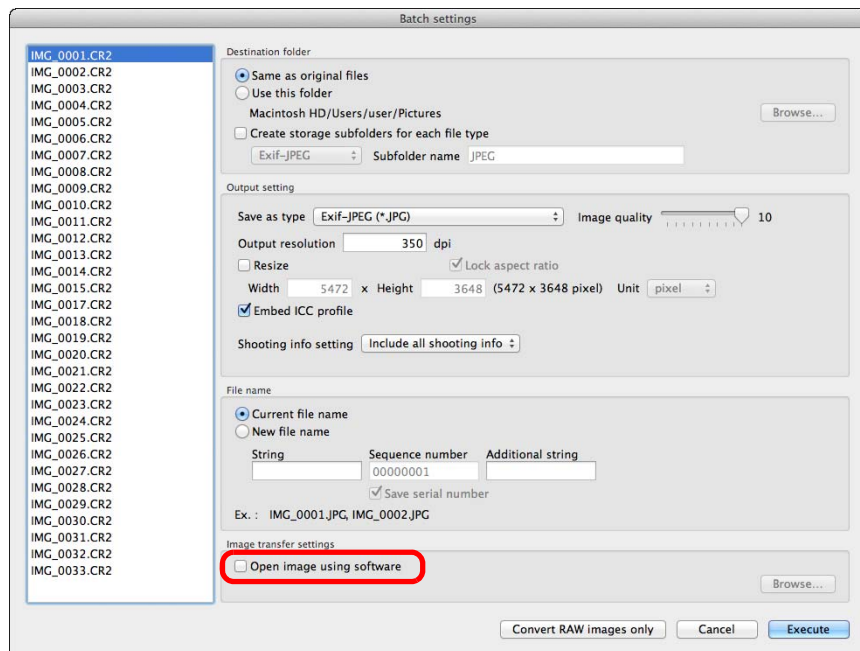 Batch settings
IMG_0001.CR2
IMG_0002.CR2
IMG_0003.CR2
IMG_0004.CR2
IMG_0005.CR2
IMG_0006.CR2
IMG_0007.CR2
IMG_0008.CR2
IMG_0009.CR2
IMG_0010.CR2
IMG_0011.CR2
IMG_0012.CR2
IMG_0013.CR2
IMG_0014.CR2
IMG_0015.CR2
IMG_0017.CR2
IMG_0018.CR2
IMG_0019.CR2
IMG_0020.CR2
IMG_0021.CR2
IMG_0022.CR2
IMG_0023.CR2
IMG_0024.CR2
IMG_0025.CR2
IMG_0026.CR2
IMG_0027.CR2
IMG_0028.CR2
IMG_0029.CR2
IMG_0030.CR2
IMG_0031.CR2
IMG_0032.CR2
IMG_0033.CR2
Destination folder
Same as original files
Use this folder
Macintosh HD/Users/user/Pictures
Browse...
Create storage subfolders for each file type
Exif-JPEG Subfolder name JPEG
Output setting
Save as type Exif-JPEG (*.JPG) Image quality 10
Output resolution 350 dpi
Resize Lock aspect ratio
Width 5472 x Height 3648 (5472 x 3648 pixel) Unit pixel
Embed ICC profile
Shooting info setting Include all shooting info
File name
Current file name
New file name
String Sequence number Additional string
00000001
Save serial number
Ex. : IMG_0001.JPG, IMG_0002.JPG
Image transfer settings
Open image using software
Browse...
Convert RAW images only Cancel Execute